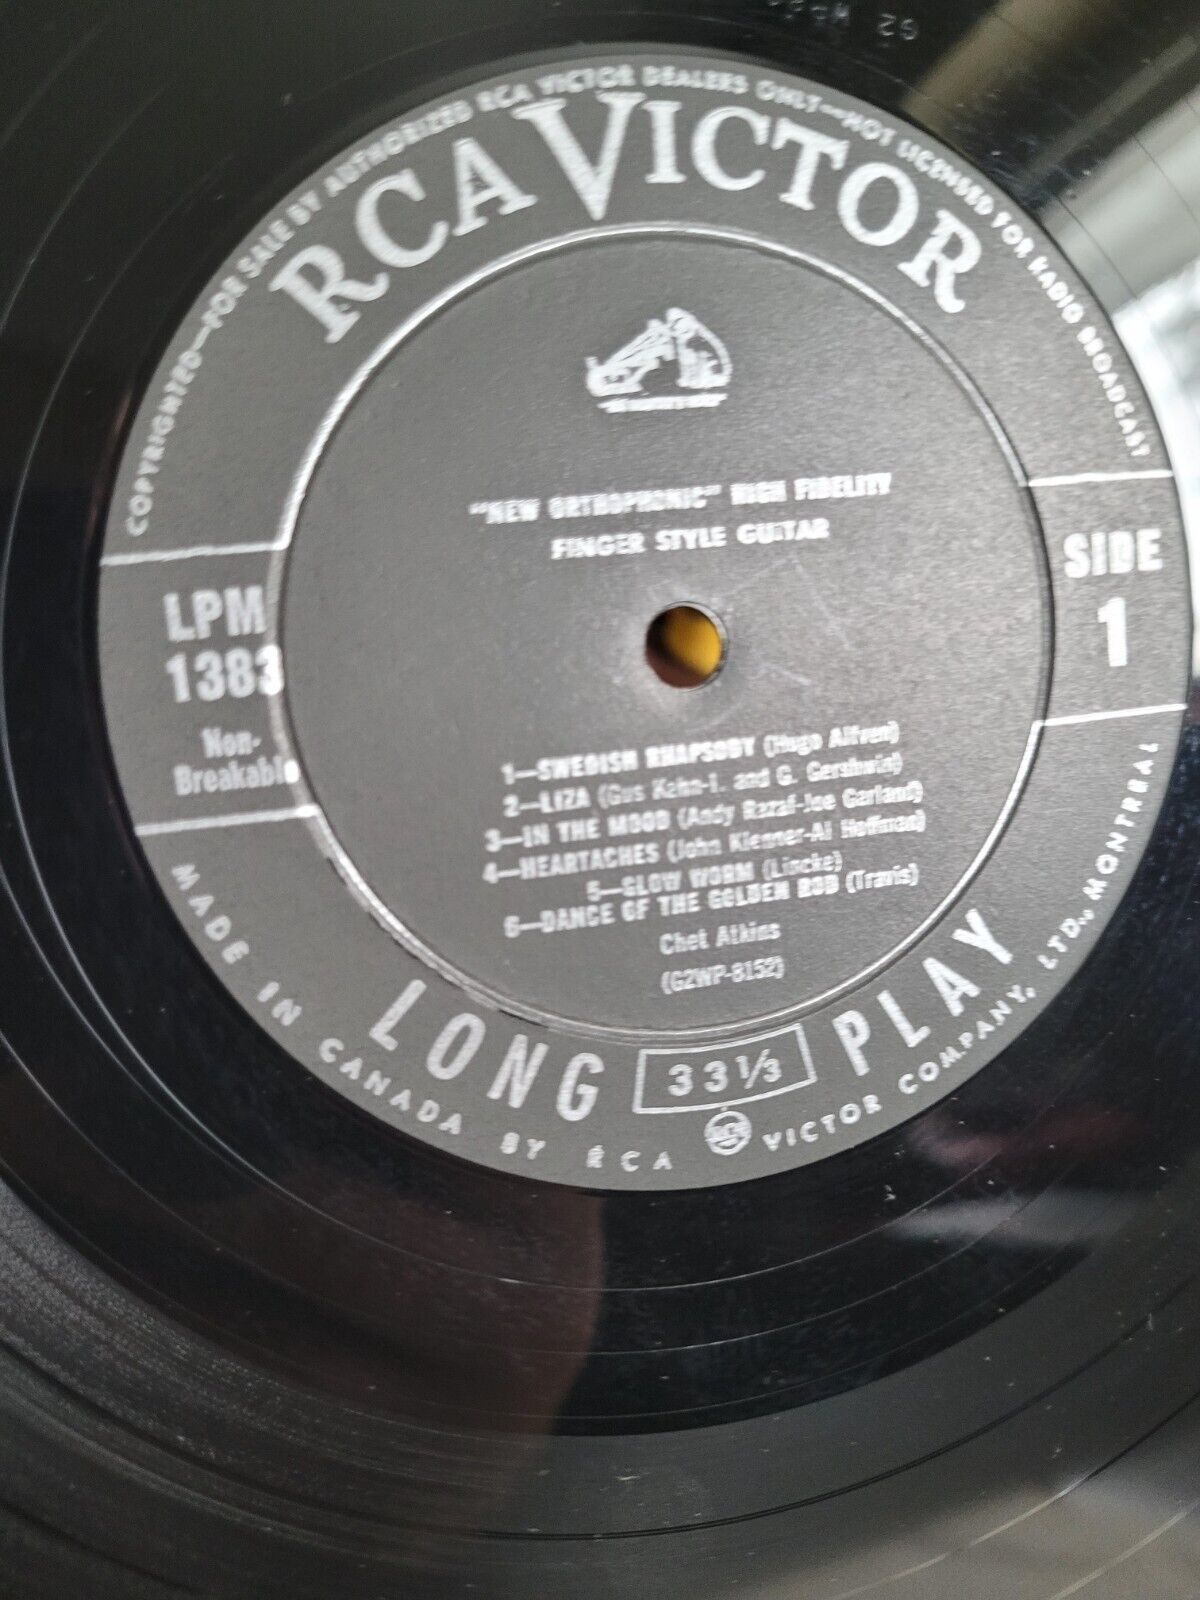 COPYRIGHTED—FOR SALE BY AUTHORIZED RCA VICTOR DEALERS ONLY—NOT LICENSED FOR RADIO BROADCAST
RCA VICTOR
"NEW ORTHOPHONIC" HIGH FIDELITY
FINGER STYLE GUITAR
LPM
1383
Non-
Breakable
SIDE
1
1—SWEDISH RHAPSODY (Hugo Alfven)
2—LIZA (Gus Kahn-I. and G. Gershwin)
3—IN THE MOOD (Andy Razaf-Joe Garland)
4—HEARTACHES (John Klenner-Al Hoffman)
5—GLOW WORM (Lincke)
6—DANCE OF THE GOLDEN ROD (Travis)
Chet Atkins
(G2WP-8152)
LONG 33 1/3 PLAY
MADE IN CANADA BY RCA VICTOR COMPANY, LTD., MONTREAL